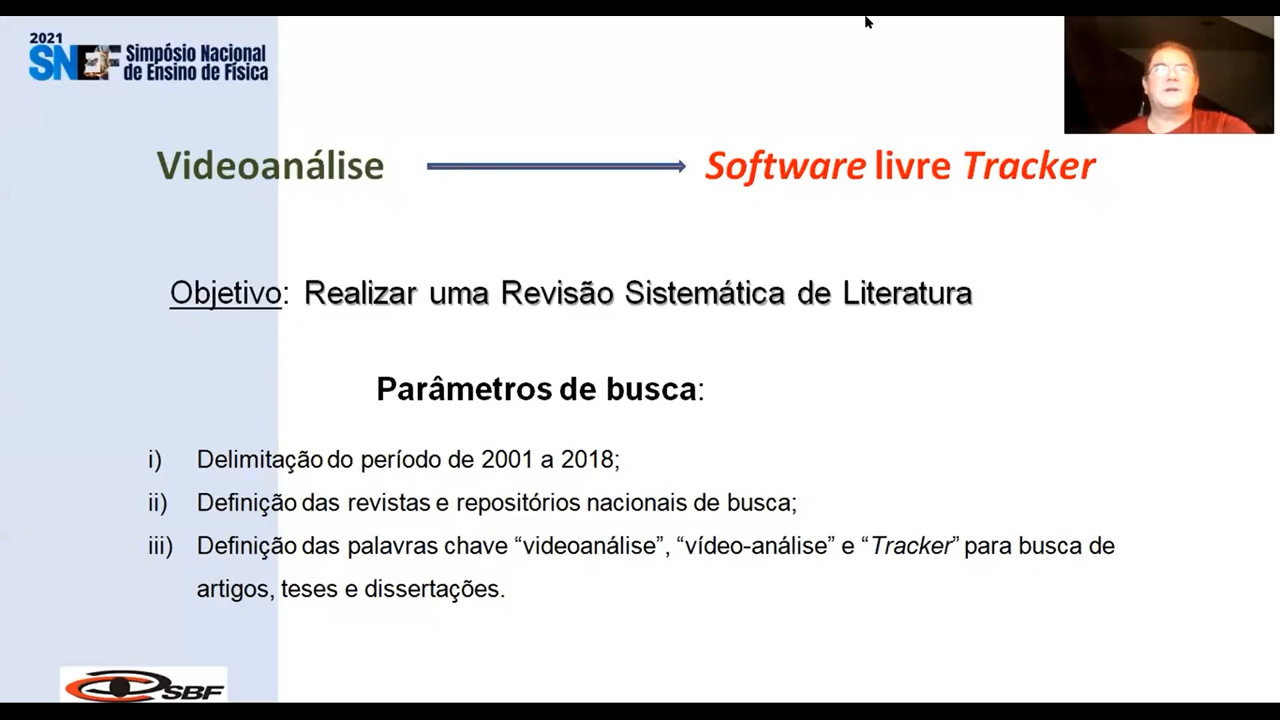 2021
SNEF Simpósio Nacional
de Ensino de Física
Videoanálise Software livre Tracker
Objetivo: Realizar uma Revisão Sistemática de Literatura
Parâmetros de busca:
i) Delimitação do período de 2001 a 2018;
ii) Definição das revistas e repositórios nacionais de busca;
iii) Definição das palavras chave “videoanálise”, “vídeo-análise” e “Tracker” para busca de
artigos, teses e dissertações.
SBF